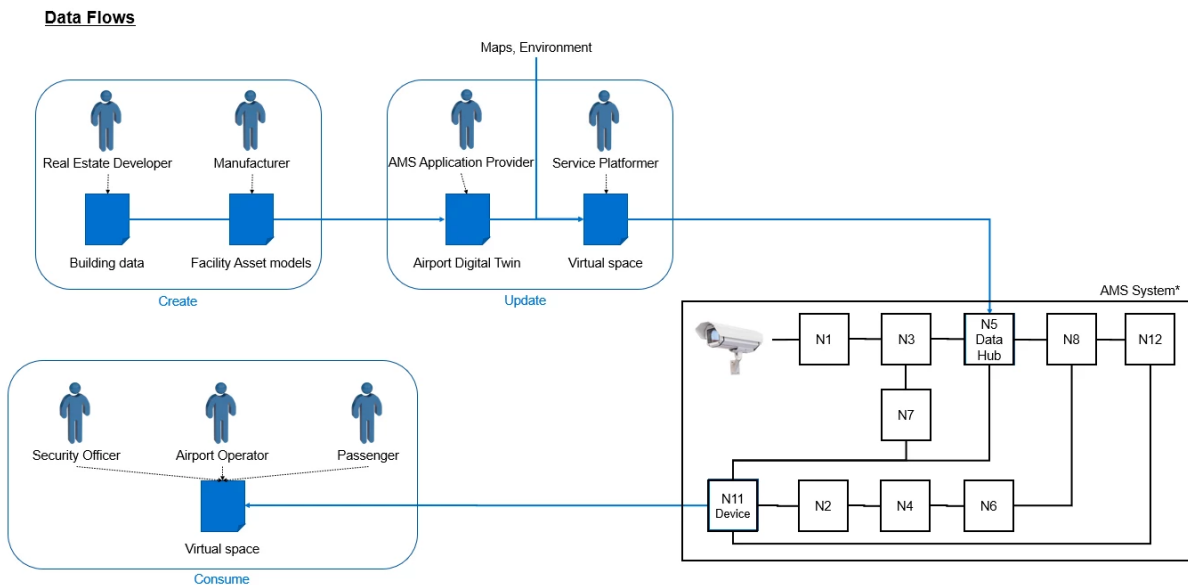 Data Flows
Maps, Environment
Real Estate Developer
Manufacturer
AMS Application Provider
Service Platformer
Building data
Facility Asset models
Airport Digital Twin
Virtual space
Create
Update
AMS System*
N1
N3
N5
Data
Hub
N8
N12
N7
Security Officer
Airport Operator
Passenger
N11
Device
N2
N4
N6
Virtual space
Consume